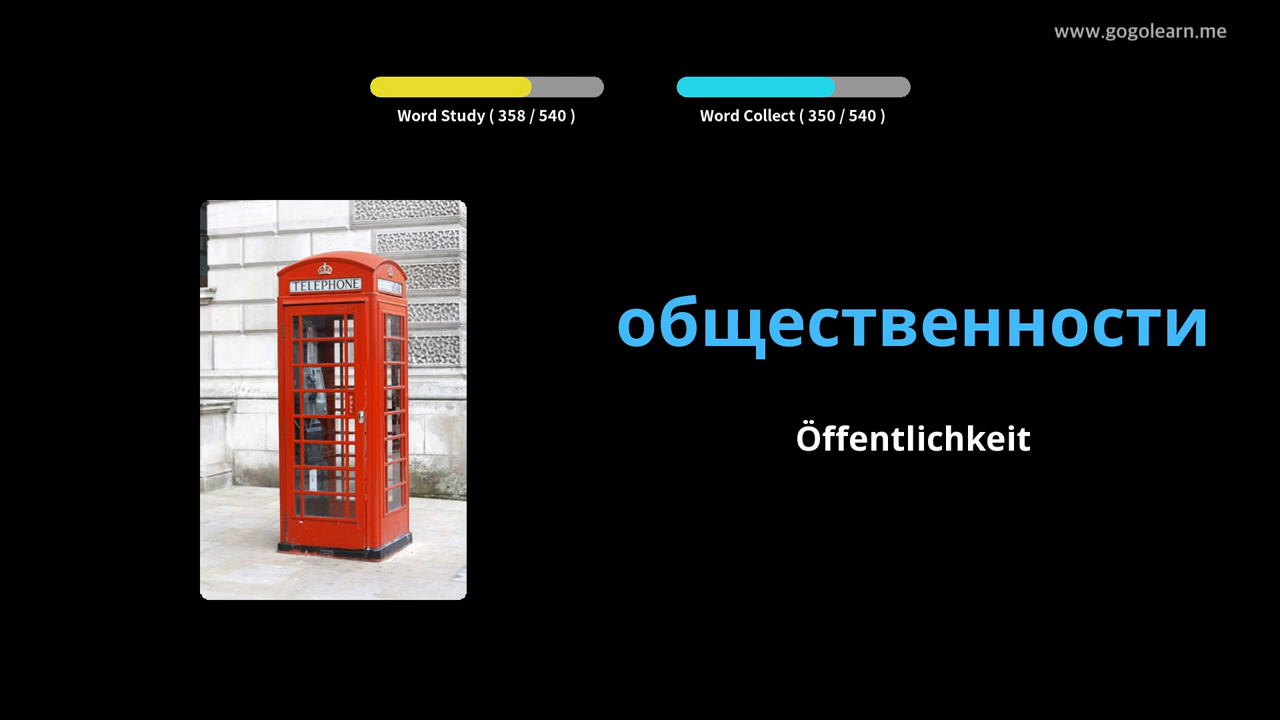 www.gogolearn.me
Word Study ( 358 / 540 )
Word Collect ( 350 / 540 )
TELEPHONE
общественности
Öffentlichkeit